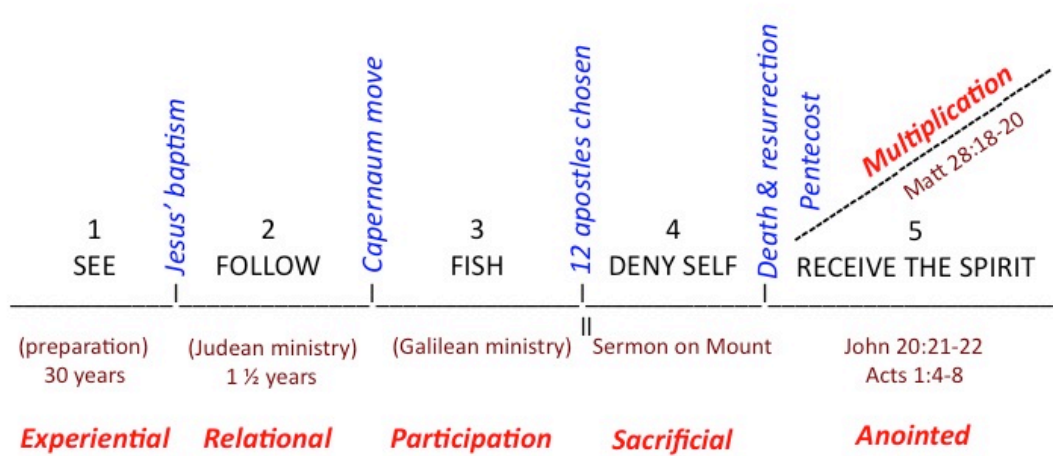 Jesus' baptism
Capernaum move
12 apostles chosen
Death & resurrection
Pentecost
Multiplication
Matt 28:18-20
1
SEE
2
FOLLOW
3
FISH
4
DENY SELF
5
RECEIVE THE SPIRIT
(preparation)
30 years
(Judean ministry)
1 ½ years
(Galilean ministry)
II
Sermon on Mount
John 20:21-22
Acts 1:4-8
Experiential
Relational
Participation
Sacrificial
Anointed